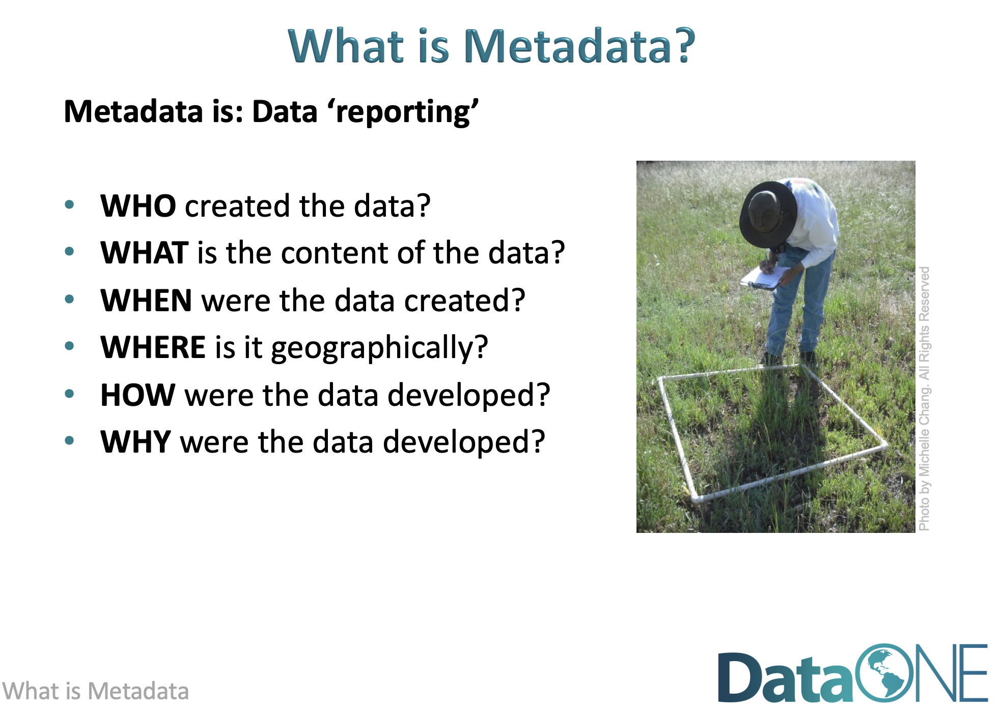 What is Metadata?
Metadata is: Data ‘reporting’
• WHO created the data?
• WHAT is the content of the data?
• WHEN were the data created?
• WHERE is it geographically?
• HOW were the data developed?
• WHY were the data developed?
Photo by Michelle Chang. All Rights Reserved
What is Metadata
DataONE